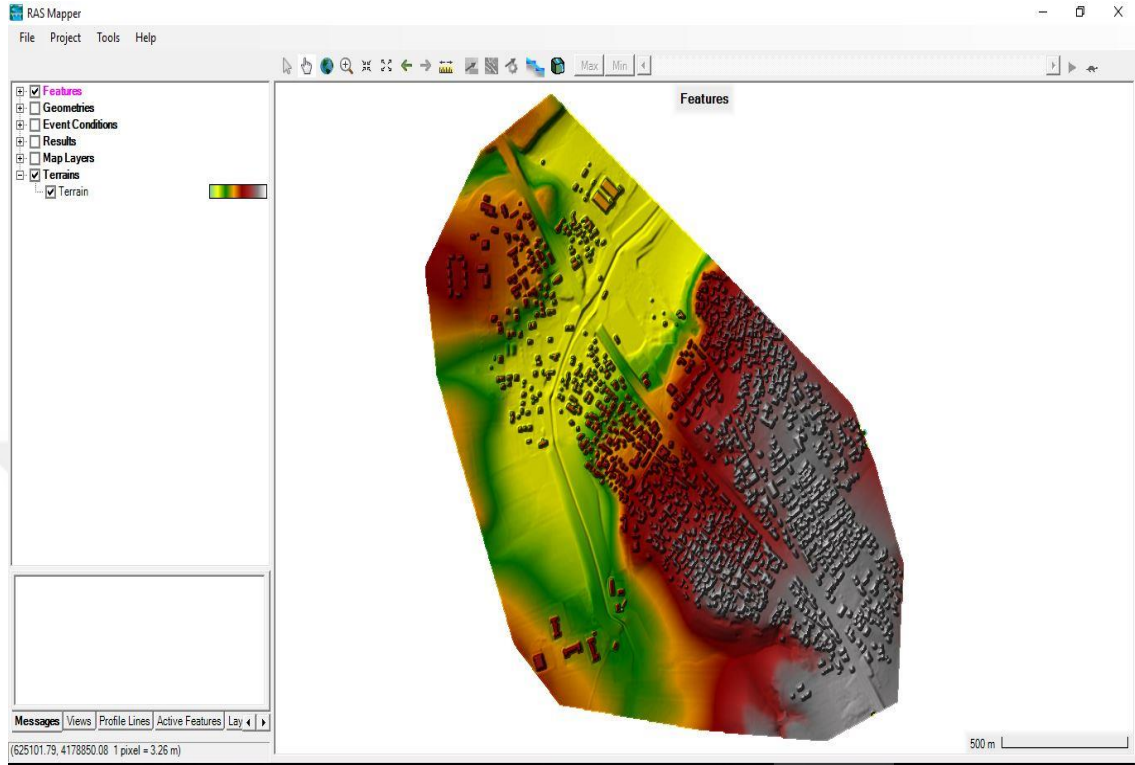 RAS Mapper
File Project Tools Help
Max Min
Features
Geometries
Event Conditions
Results
Map Layers
Terrains
Terrain
Features
500 m
Messages Views Profile Lines Active Features Lay
(625101.79, 4178850.08 1 pixel = 3.26 m)